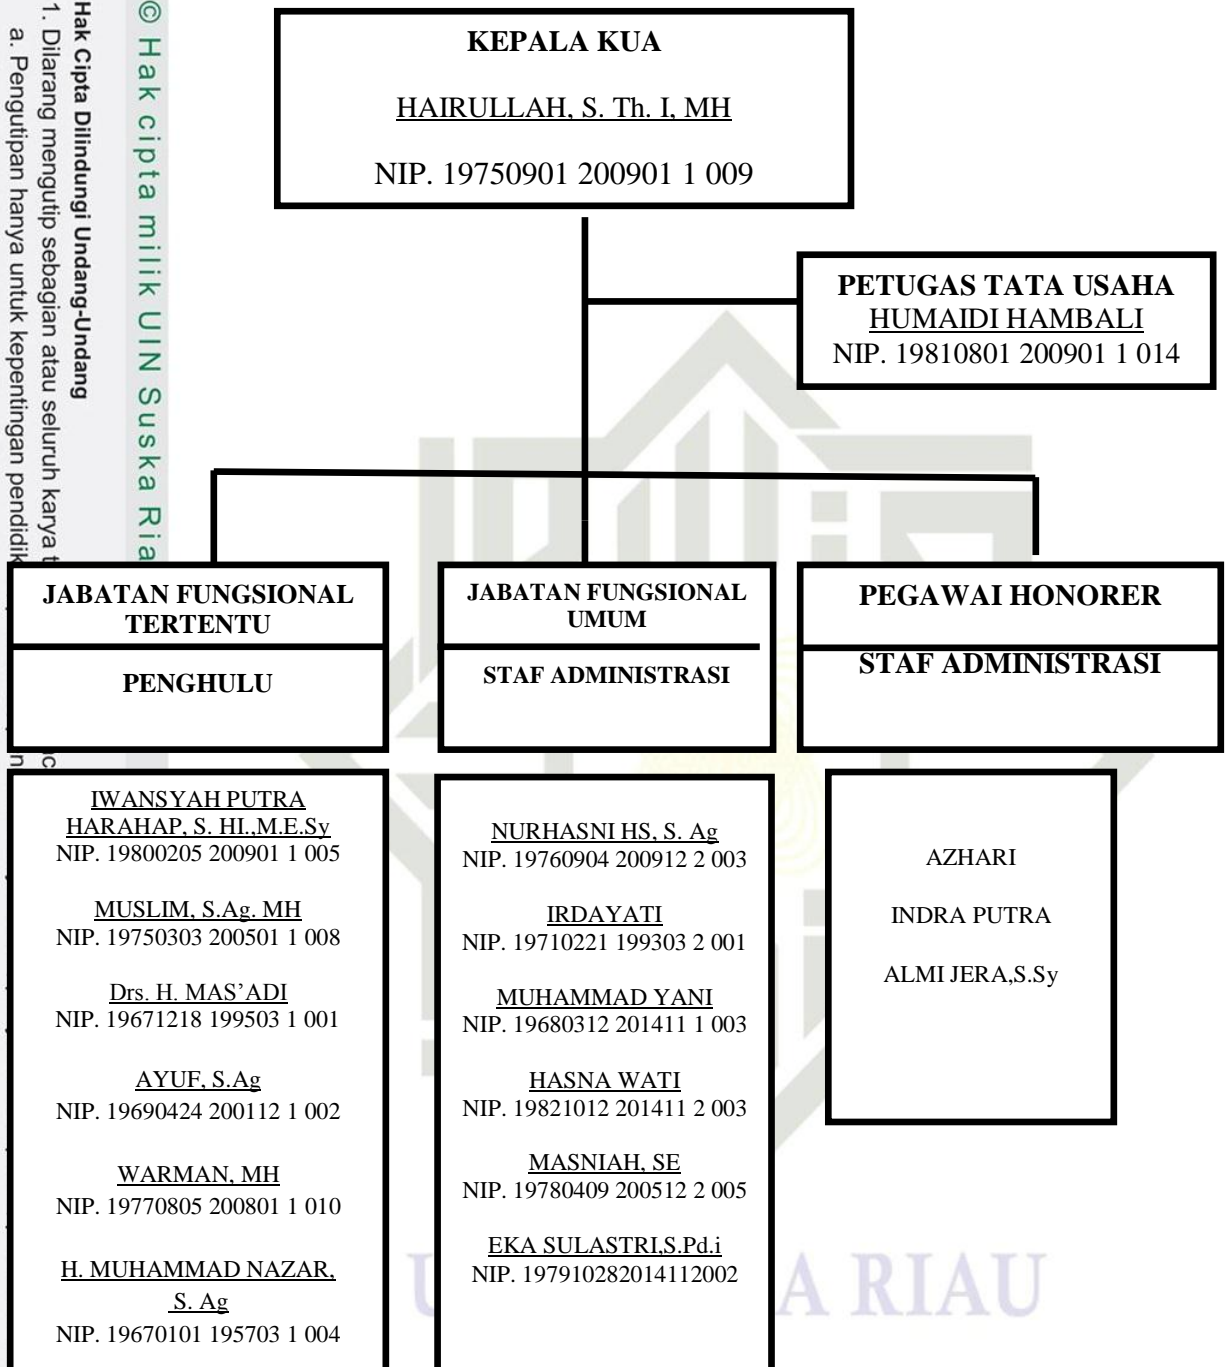 © Hak cipta milik UIN Suska Ria
Hak Cipta Dilindungi Undang-Undang
1. Dilarang mengutip sebagian atau seluruh karya
a. Pengutipan hanya untuk kepentingan
KEPALA KUA
HAIRULLAH, S. Th. I, MH
NIP. 19750901 200901 1 009
PETUGAS TATA USAHA
HUMAIDI HAMBALI
NIP. 19810801 200901 1 014
JABATAN FUNGSIONAL
TERTENTU
PENGHULU
JABATAN FUNGSIONAL
UMUM
STAF ADMINISTRASI
PEGAWAI HONORER
STAF ADMINISTRASI
IWANSYAH PUTRA
HARAHAP, S. HI.,M.E.Sy
NIP. 19800205 200901 1 005
MUSLIM, S.Ag. MH
NIP. 19750303 200501 1 008
Drs. H. MAS’ADI
NIP. 19671218 199503 1 001
AYUF, S.Ag
NIP. 19690424 200112 1 002
WARMAN, MH
NIP. 19770805 200801 1 010
H. MUHAMMAD NAZAR,
S. Ag
NIP. 19670101 195703 1 004
NURHASNI HS, S. Ag
NIP. 19760904 200912 2 003
IRDAYATI
NIP. 19710221 199303 2 001
MUHAMMAD YANI
NIP. 19680312 201411 1 003
HASNA WATI
NIP. 19821012 201411 2 003
MASNIAH, SE
NIP. 19780409 200512 2 005
EKA SULASTRI,S.Pd.i
NIP. 197910282014112002
AZHARI
INDRA PUTRA
ALMI JERA,S.Sy
A RIAU